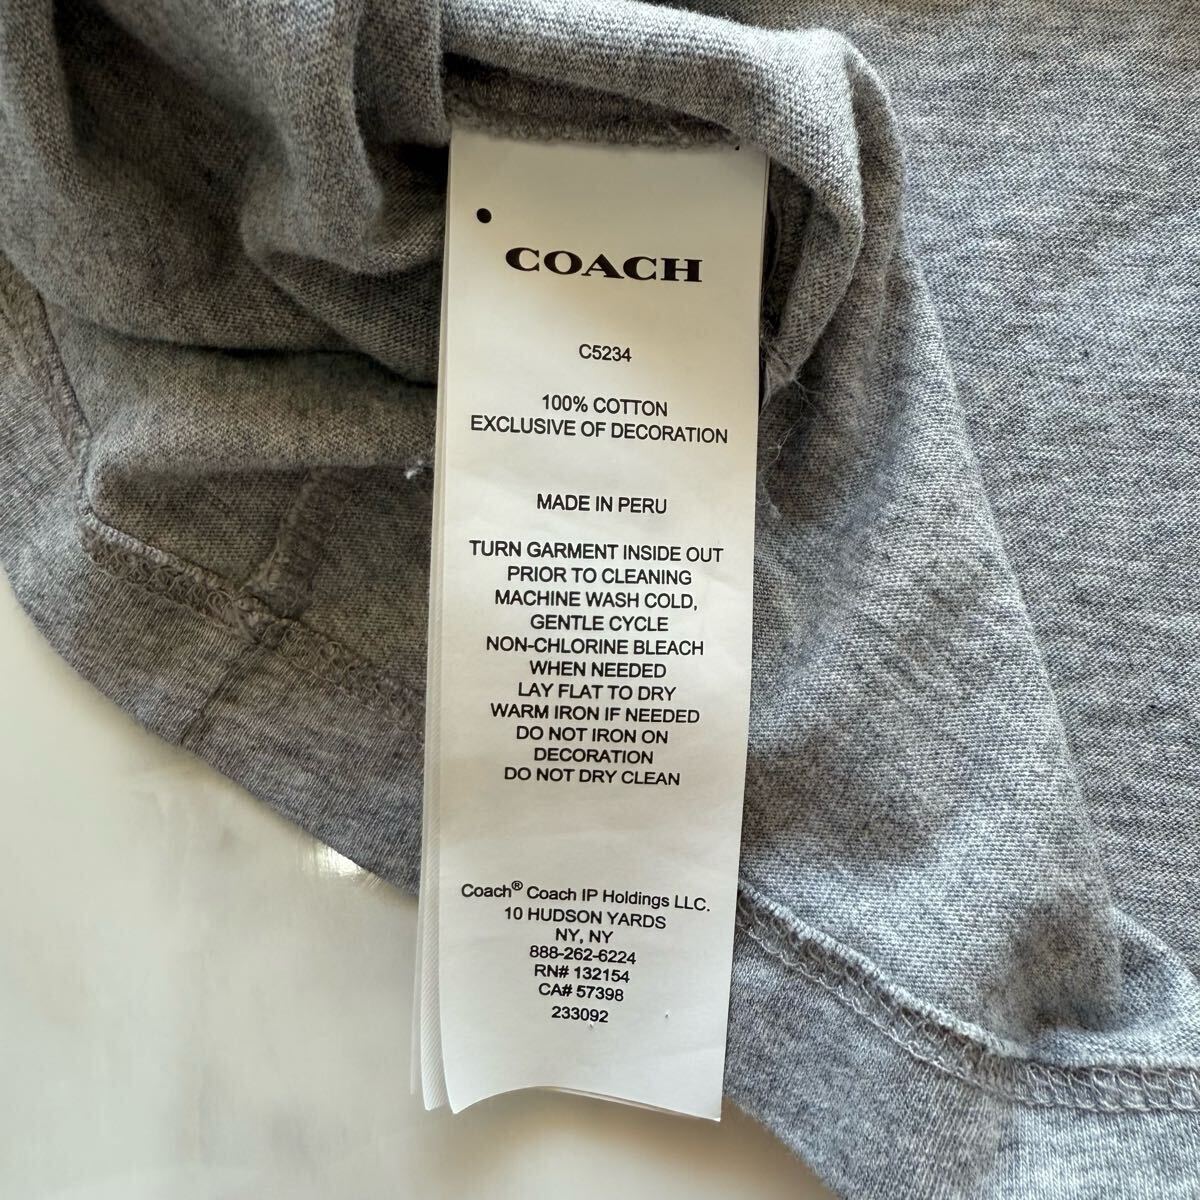 COACH
C5234
100% COTTON
EXCLUSIVE OF DECORATION
MADE IN PERU
TURN GARMENT INSIDE OUT
PRIOR TO CLEANING
MACHINE WASH COLD,
GENTLE CYCLE
NON-CHLORINE BLEACH
WHEN NEEDED
LAY FLAT TO DRY
WARM IRON IF NEEDED
DO NOT IRON ON
DECORATION
DO NOT DRY CLEAN
Coach® Coach IP Holdings LLC.
10 HUDSON YARDS
NY, NY
888-262-6224
RN# 132154
CA# 57398
233092